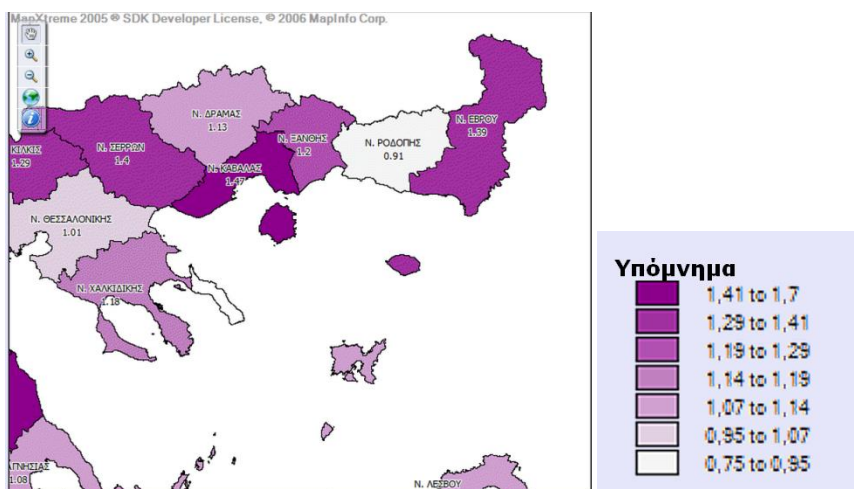 MapXtreme 2005 ® SDK Developer License, © 2006 MapInfo Corp.
Ν. ΔΡΑΜΑΣ
1.13
Ν. ΞΑΝΘΗΣ
1.2
Ν. ΡΟΔΟΠΗΣ
0.91
Ν. ΕΒΡΟΥ
1.39
ΚΙΛΚΙΣ
1.29
Ν. ΣΕΡΡΩΝ
1.4
Ν. ΚΑΒΑΛΑΣ
1.47
Ν. ΘΕΣΣΑΛΟΝΙΚΗΣ
1.01
Ν. ΧΑΛΚΙΔΙΚΗΣ
1.18
ΑΓΝΗΣΙΑΣ
1.08
Ν. ΛΕΣΒΟΥ
Υπόμνημα
1,41 to 1,7
1,29 to 1,41
1,19 to 1,29
1,14 to 1,19
1,07 to 1,14
0,95 to 1,07
0,75 to 0,95